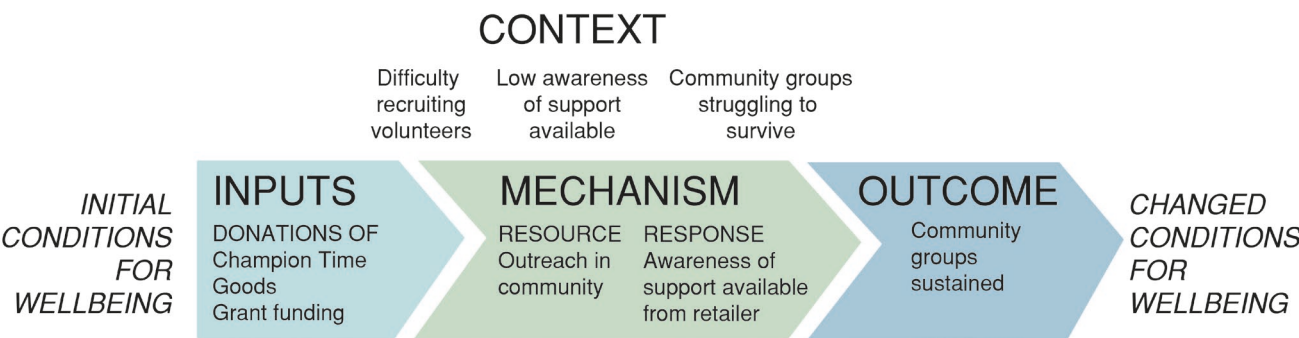 CONTEXT
Difficulty
recruiting
volunteers
Low awareness
of support
available
Community groups
struggling to
survive
INITIAL
CONDITIONS
FOR
WELLBEING
INPUTS
DONATIONS OF
Champion Time
Goods
Grant funding
MECHANISM
RESOURCE
Outreach in
community
RESPONSE
Awareness of
support available
from retailer
OUTCOME
Community
groups
sustained
CHANGED
CONDITIONS
FOR
WELLBEING